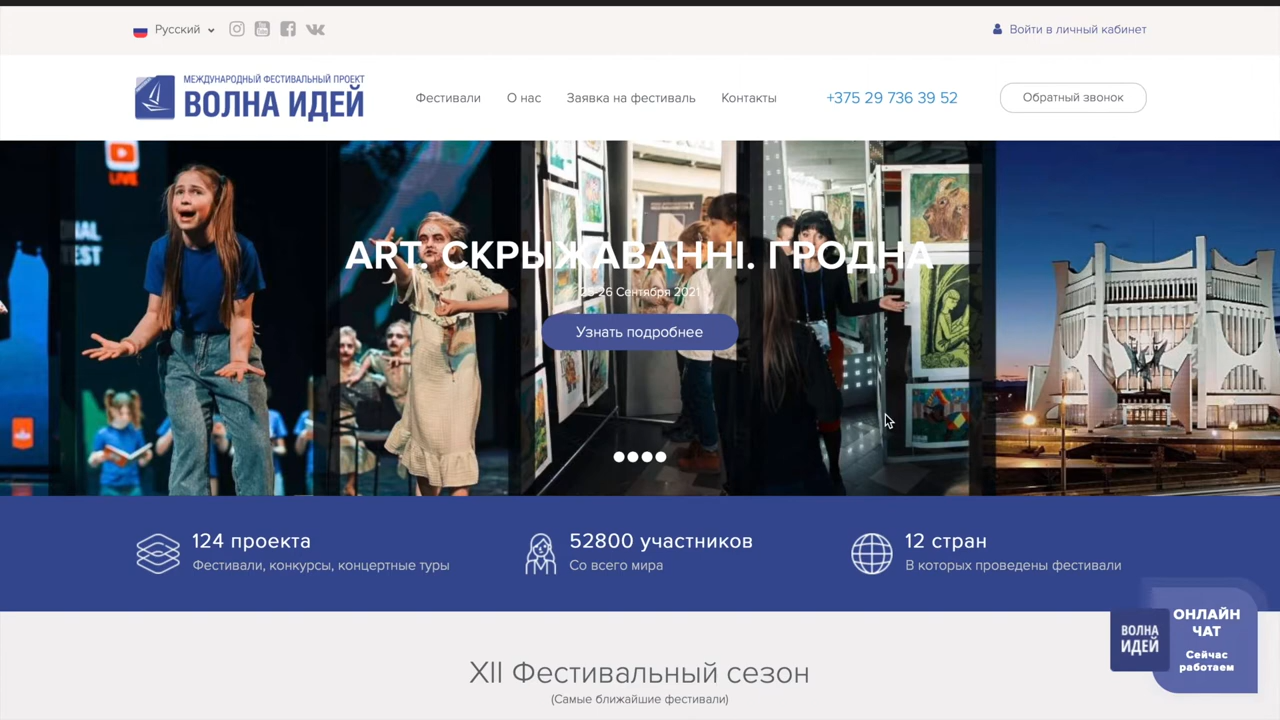 Русский
Войти в личный кабинет
МЕЖДУНАРОДНЫЙ ФЕСТИВАЛЬНЫЙ ПРОЕКТ
ВОЛНА ИДЕЙ
Фестивали
О нас
Заявка на фестиваль
Контакты
+375 29 736 39 52
Обратный звонок
LIVE
ART. СКРЫЖАВАННІ. ГРОДНА
25-26 Сентября 2021
Узнать подробнее
124 проекта
Фестивали, конкурсы, концертные туры
52800 участников
Со всего мира
12 стран
В которых проведены фестивали
ВОЛНА
ИДЕЙ
ОНЛАЙН
ЧАТ
Сейчас
работаем
XII Фестивальный сезон
(Самые ближайшие фестивали)